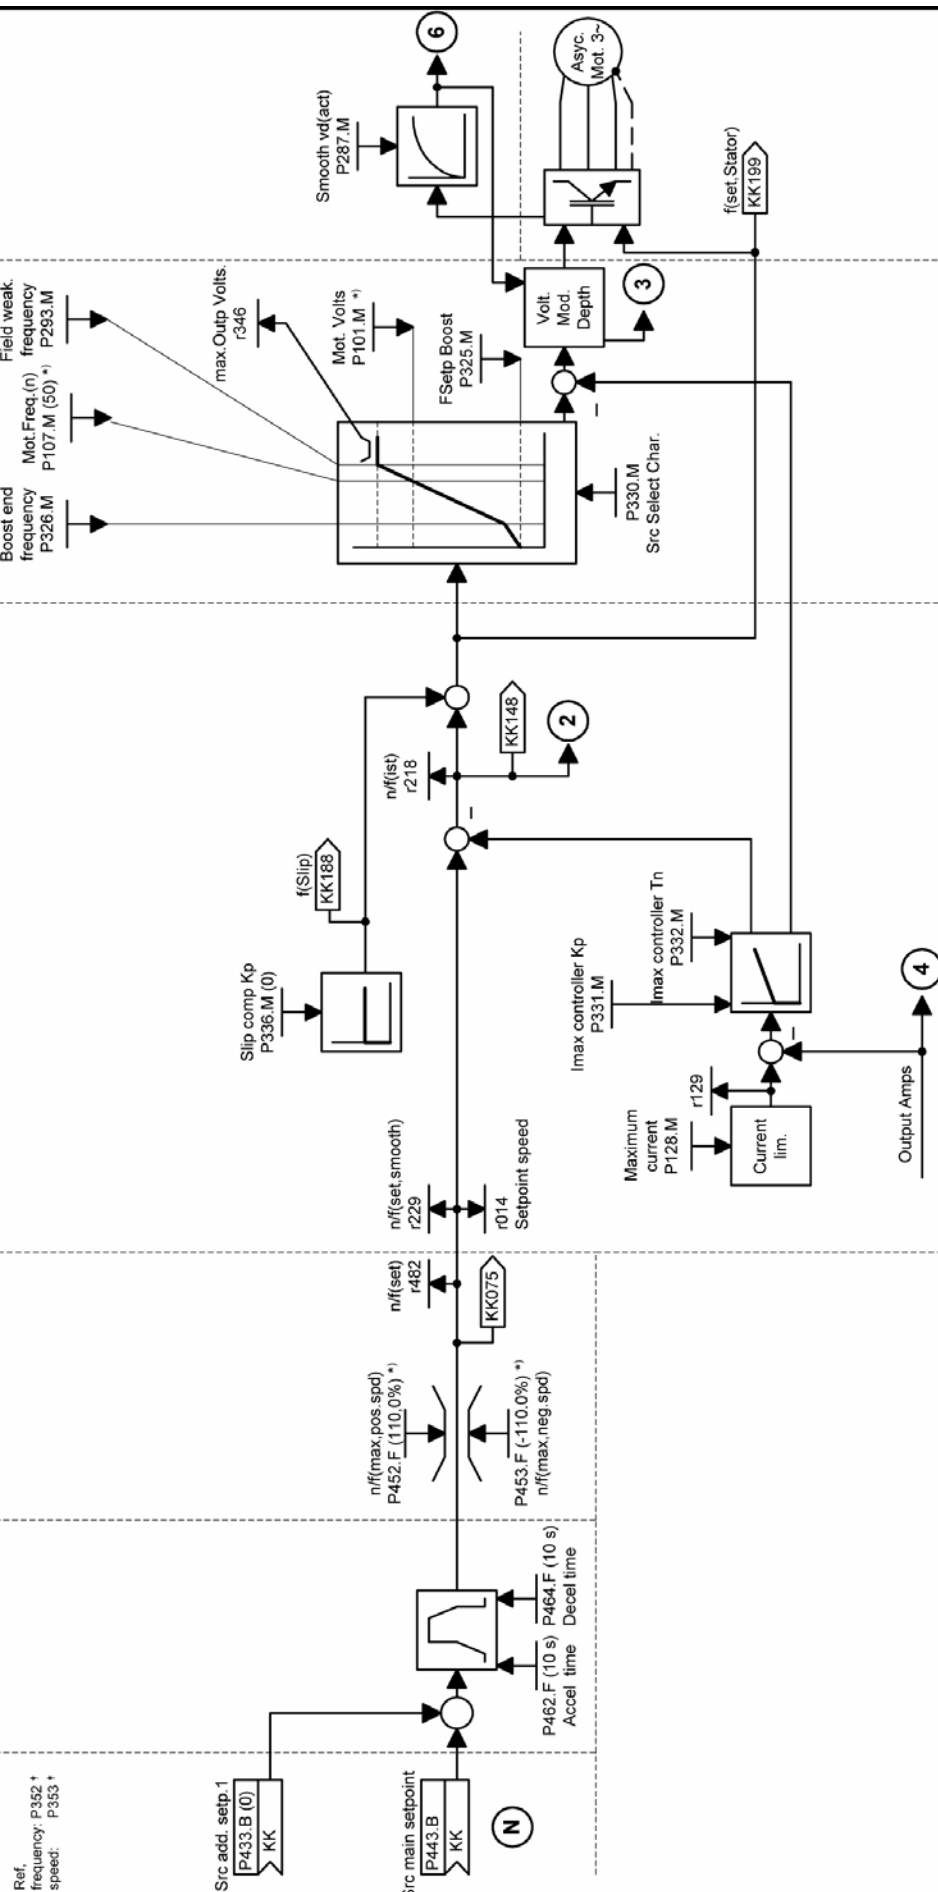 Ref,
frequency: P352 *)
speed: P353 *)
Src add. setp.1
P433.B (0)
KK
Src main setpoint
P443.B
KK
N
P462.F (10 s)
Accel time
P464.F (10 s)
Decel time
n/f(max,pos.spd)
P452.F (110,0%) *)
P453.F (-110.0%) *)
n/f(max,neg.spd)
n/f(set)
r482
KK075
n/f(set,smooth)
r229
r014
Setpoint speed
Slip comp Kp
P336.M (0)
f(Slip)
KK188
Maximum
current
P128.M
r129
Current
lim.
Output Amps
4
Imax controller Kp
P331.M
Imax controller Tn
P332.M
–
–
n/f(ist)
r218
KK148
2
Boost end
frequency
P326.M
Mot.Freq.(n)
P107.M (50) *)
Field weak.
frequency
P293.M
max.Outp Volts.
r346
Mot. Volts
P101.M *)
FSetp Boost
P325.M
P330.M
Src Select Char.
–
Volt.
Mod.
Depth
3
Smooth vd(act)
P287.M
6
Asyc.
Mot. 3~
f(set,Stator)
KK199